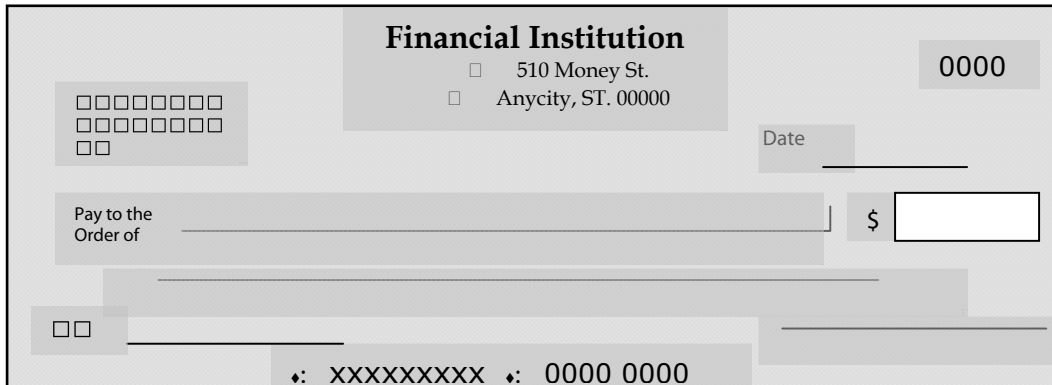 Financial Institution
510 Money St.
Anycity, ST. 00000
0000
Date
Pay to the
Order of
$
⬧: XXXXXXXXX ⬧: 0000 0000